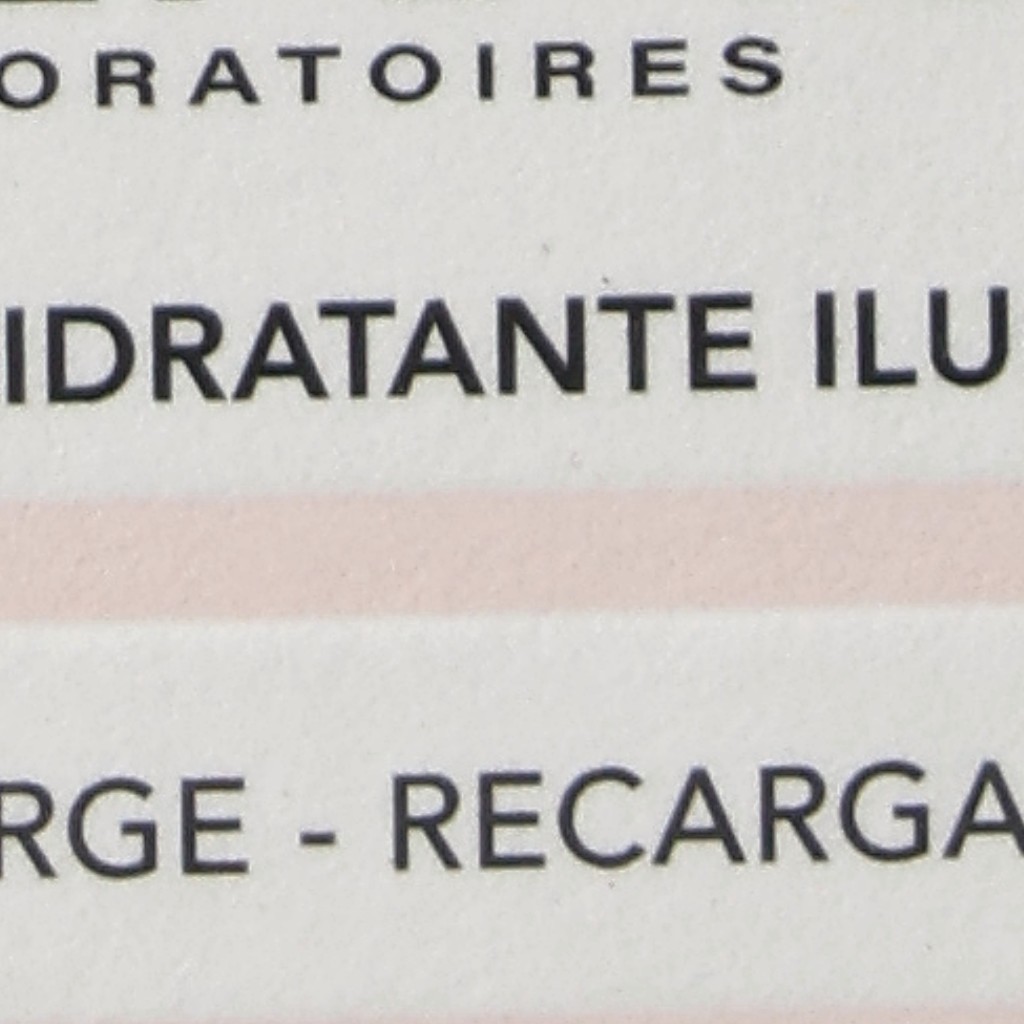 ORATOIRES
IDRATANTE ILU
RGE - RECARGA